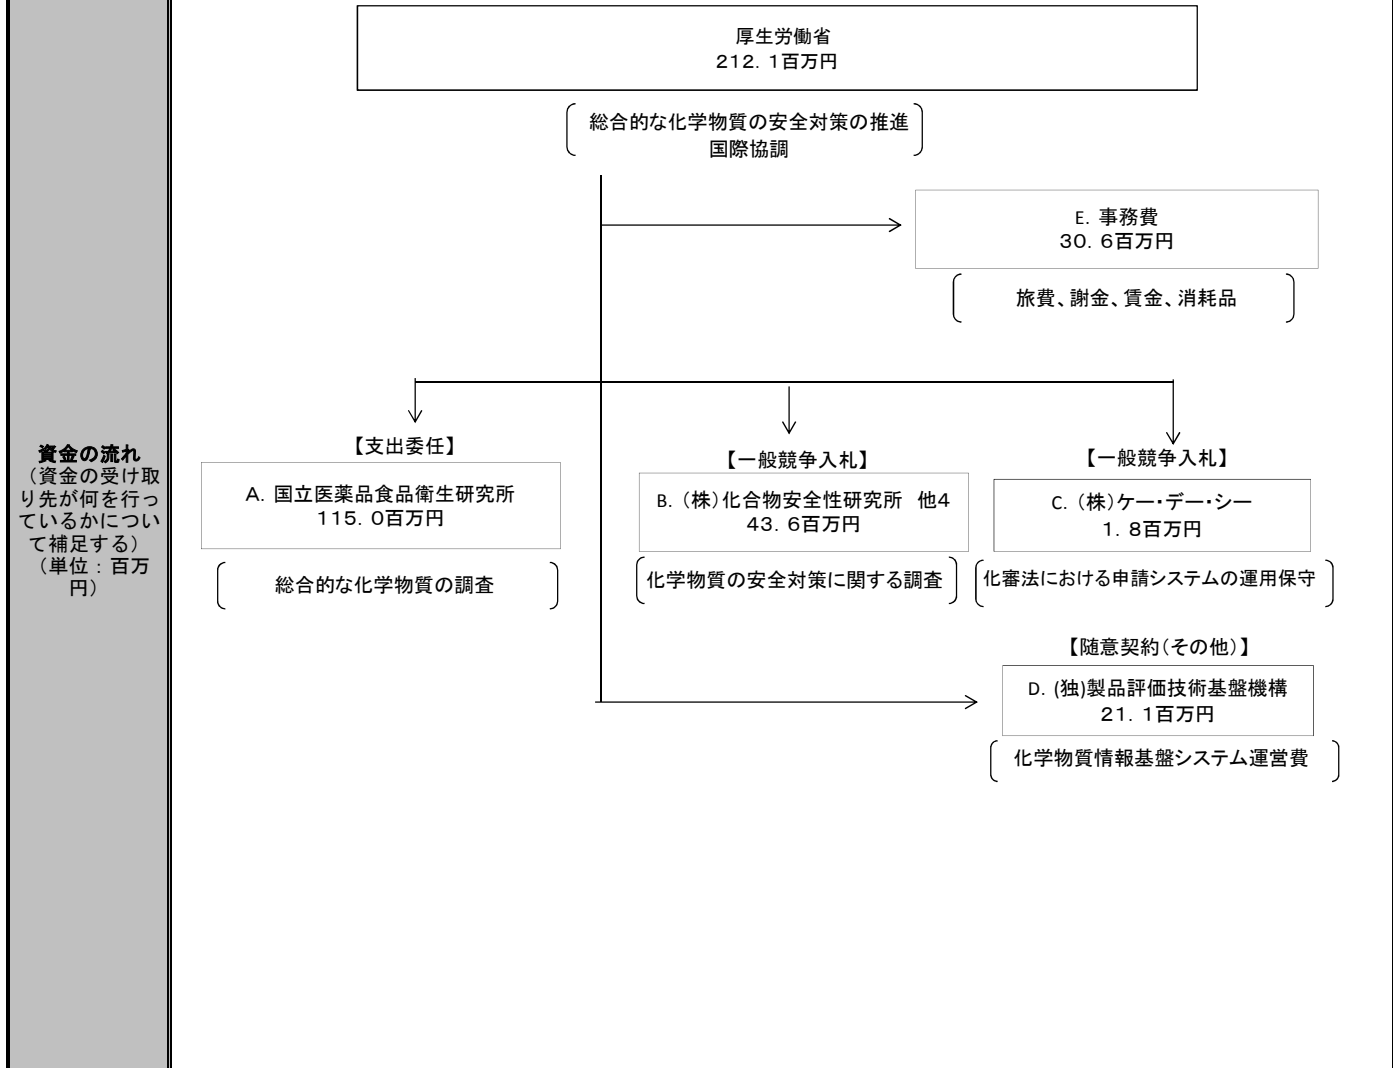 厚生労働省
212．1百万円
総合的な化学物質の安全対策の推進
国際協調
E. 事務費
30．6百万円
旅費、謝金、賃金、消耗品
資金の流れ
（資金の受け取
り先が何を行っ
ているかについ
て補足する）
（単位：百万
円）
【支出委任】
A. 国立医薬品食品衛生研究所
115．0百万円
総合的な化学物質の調査
【一般競争入札】
B. （株）化合物安全性研究所　他4
43．6百万円
化学物質の安全対策に関する調査
【一般競争入札】
C. （株）ケー・デー・シー
1．8百万円
化審法における申請システムの運用保守
【随意契約（その他）】
D. (独)製品評価技術基盤機構
21．1百万円
化学物質情報基盤システム運営費